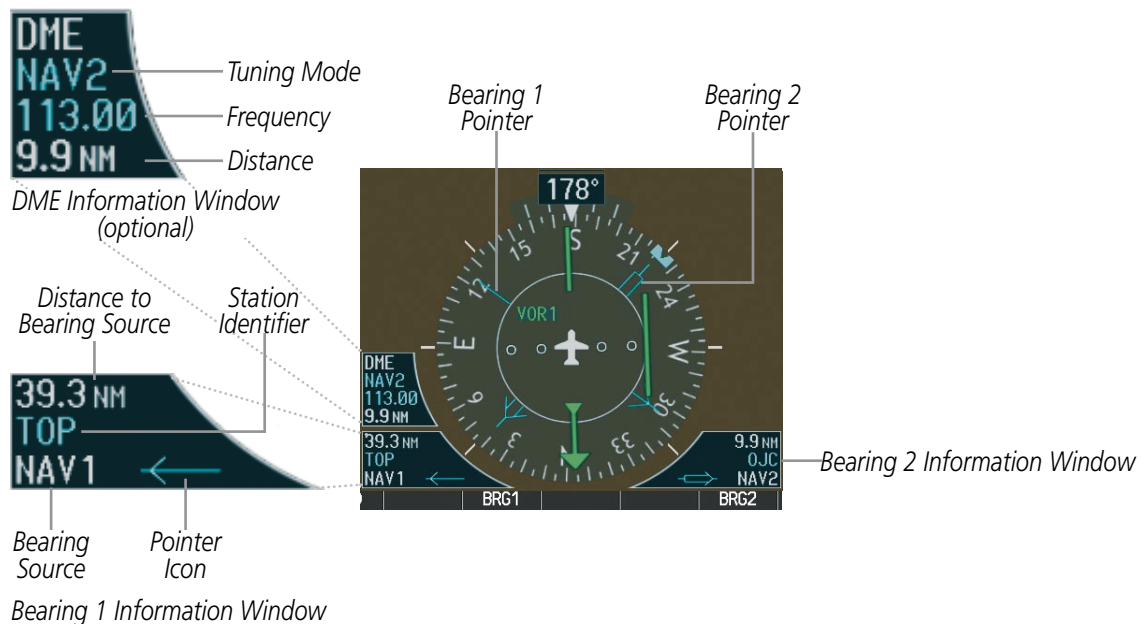 DME
NAV2
113.00
9.9 NM
Tuning Mode
Frequency
Distance
DME Information Window
(optional)
Bearing 1
Pointer
Bearing 2
Pointer
Distance to
Bearing Source
Station
Identifier
39.3 NM
TOP
NAV1
Bearing
Source
Pointer
Icon
Bearing 1 Information Window
178°
S
21
24
W
30
33
N
3
6
E
12
15
VOR1
DME
NAV2
113.00
9.9 NM
39.3 NM
TOP
NAV1
9.9 NM
OJC
NAV2
Bearing 2 Information Window
BRG1
BRG2